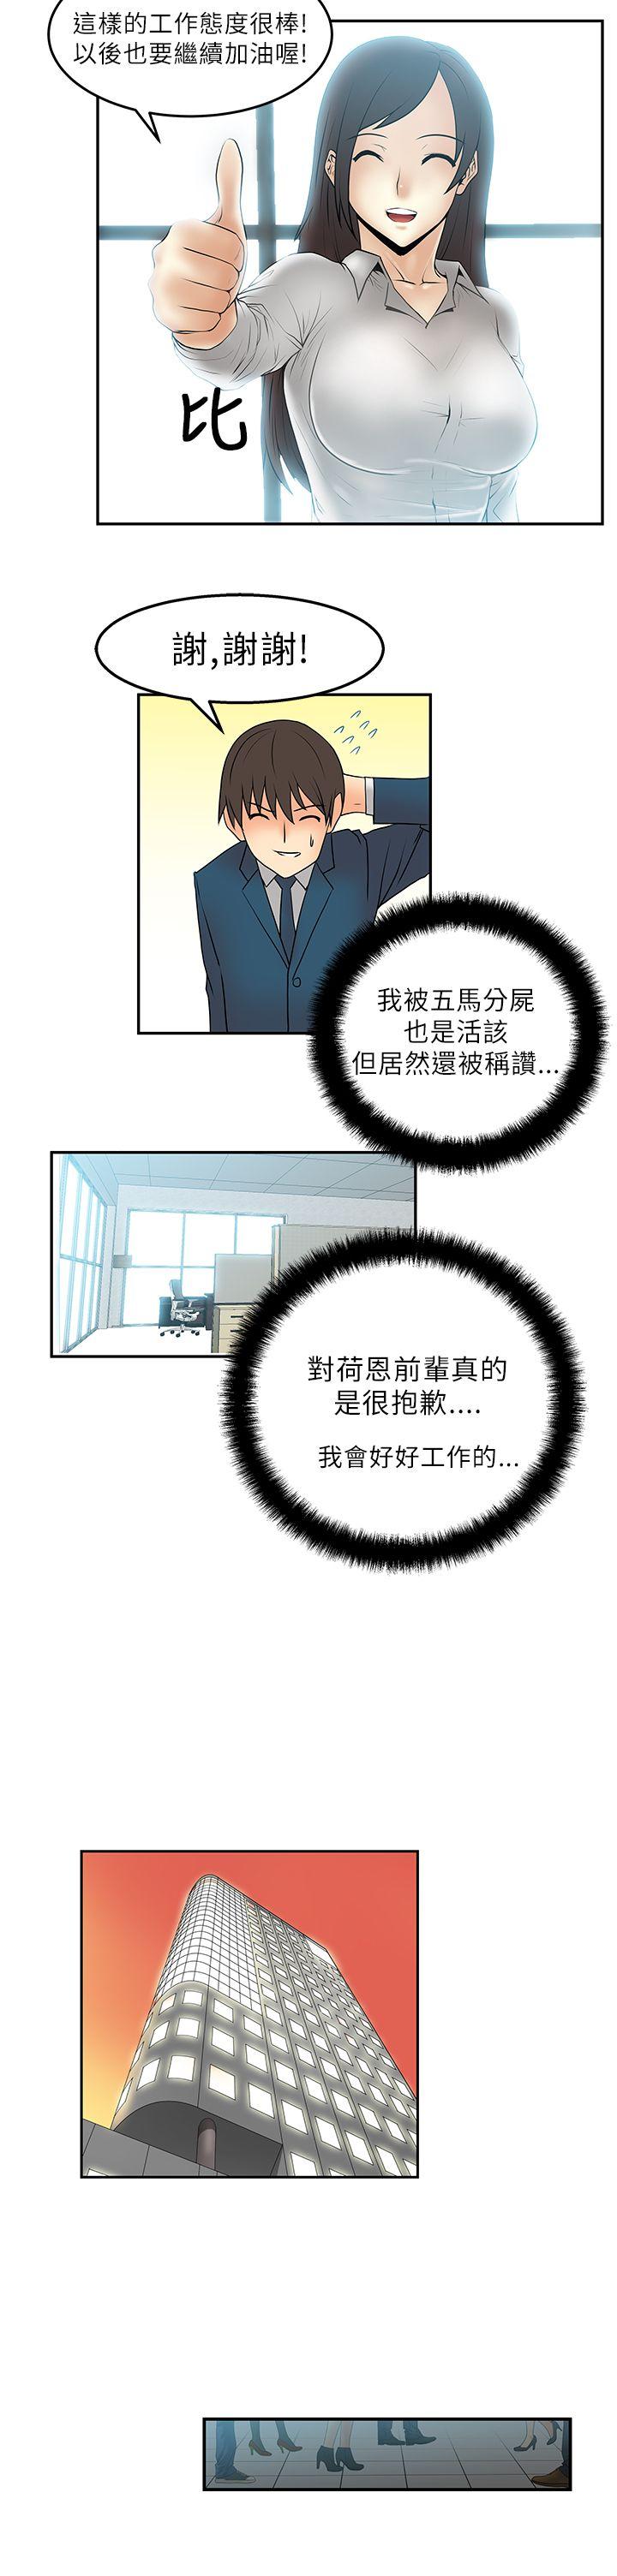 這樣的工作態度很棒!
以後也要繼續加油喔!
比
謝,謝謝!
我被五馬分屍
也是活該
但居然還被稱讚...
對荷恩前輩真的
是很抱歉....
我會好好工作的...